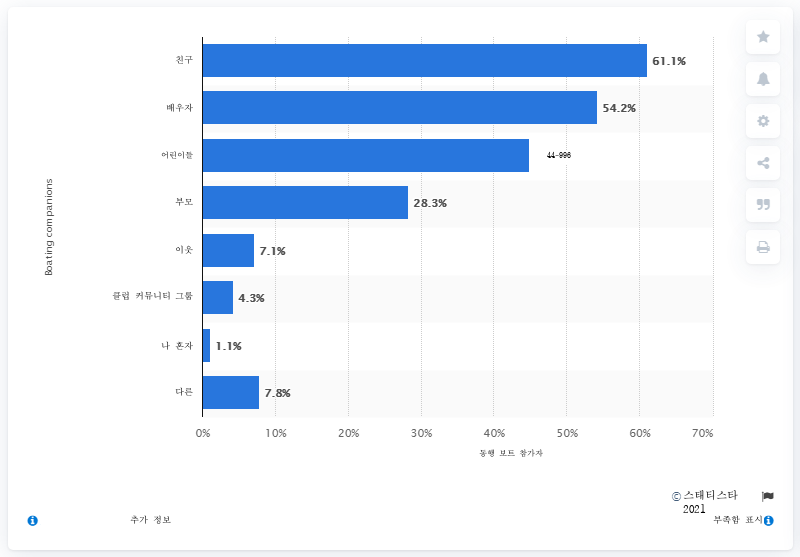 친구
61.1%
배우자
54.2%
어린이들
44-996
부모
28.3%
이웃
7.1%
클럽 커뮤니티 그룹
4.3%
나 혼자
1.1%
다른
7.8%
Boating companions
0% 10% 20% 30% 40% 50% 60% 70%
동행 보트 참가자
© 스태티스타
2021
추가 정보
부족함 표시